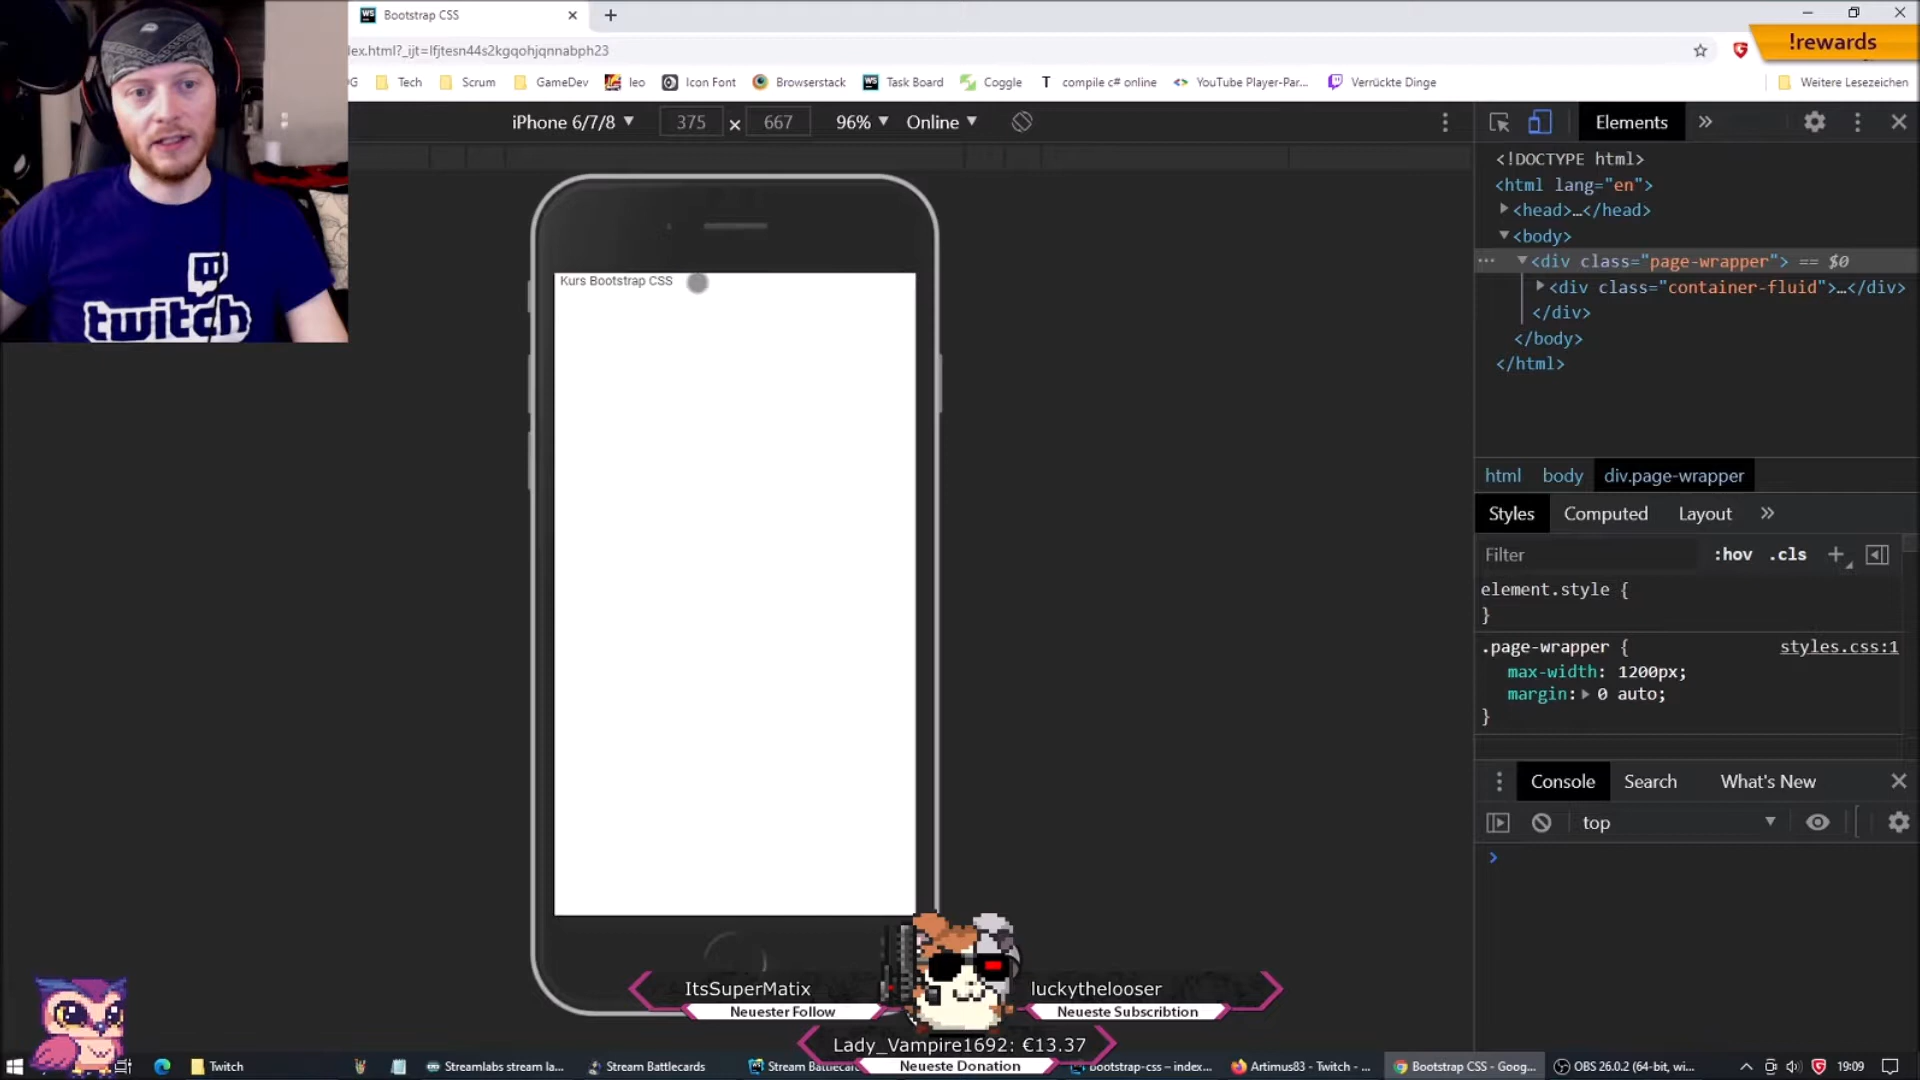 Bootstrap CSS
!rewards
dex.html?_ijt=lfjtesn44s2kgqohjqnnabph23
Tech
Scrum
GameDev
leo
Icon Font
Browserstack
Task Board
Coggle
T compile c# online
YouTube Player-Par...
Verrückte Dinge
Weitere Lesezeichen
iPhone 6/7/8
375 x 667
96%
Online
Elements
<!DOCTYPE html>
<html lang="en">
<head>…</head>
<body>
<div class="page-wrapper"> == $0
<div class="container-fluid">…</div>
</div>
</body>
</html>
twitch
Kurs Bootstrap CSS
html body div.page-wrapper
Styles Computed Layout
Filter
:hov .cls
element.style {
}
.page-wrapper {
styles.css:1
max-width: 1200px;
margin: 0 auto;
}
Console Search What's New
top
ItsSuperMatix
Neuester Follow
luckythelooser
Neueste Subscribtion
Lady_Vampire1692: €13.37
Neueste Donation
Twitch
Streamlabs stream la...
Stream Battlecards
Bootstrap-css – index...
Artimus83 - Twitch - ...
Bootstrap CSS - Goog...
OBS 26.0.2 (64-bit, wi...
19:09